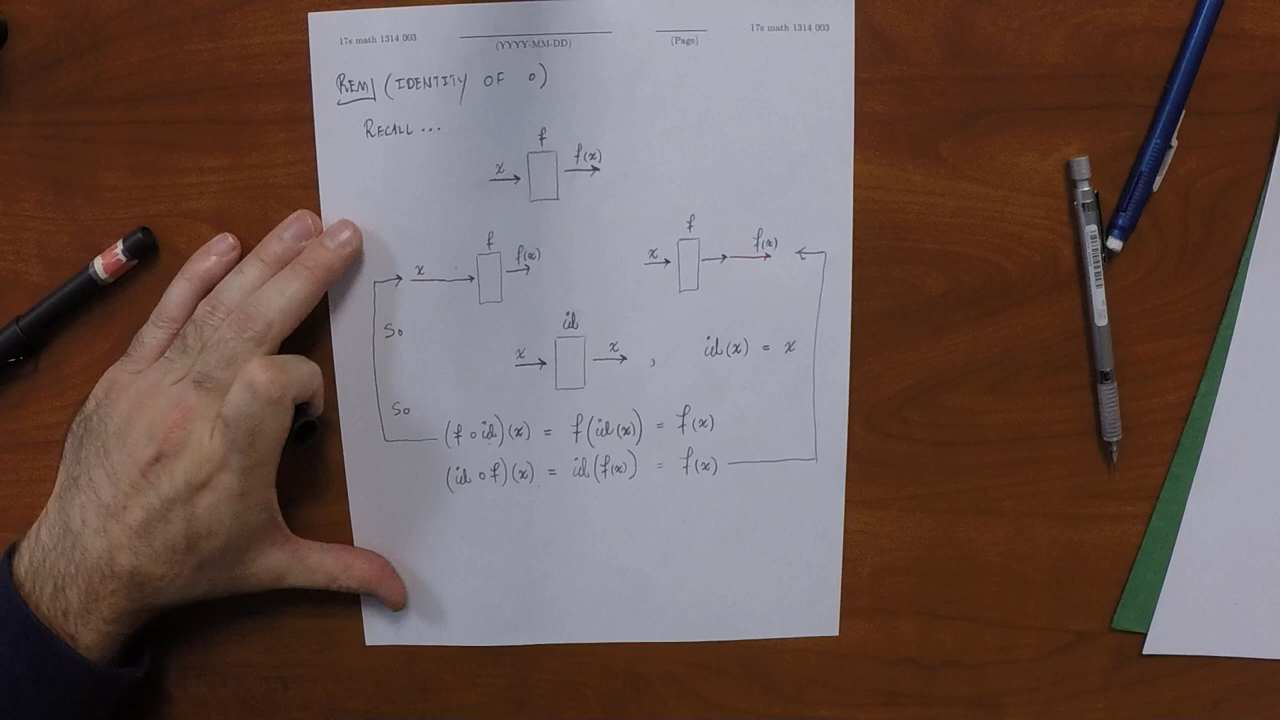 17s math 1314 003 (YYYY-MM-DD) (Page) 17s math 1314 003
REM (IDENTITY OF ∘)
RECALL ...
f
x f(x)
f f
x f(x) x f(x)
So
id
x x , id(x) = x
So
(f ∘ id)(x) = f(id(x)) = f(x)
(id ∘ f)(x) = id(f(x)) = f(x)